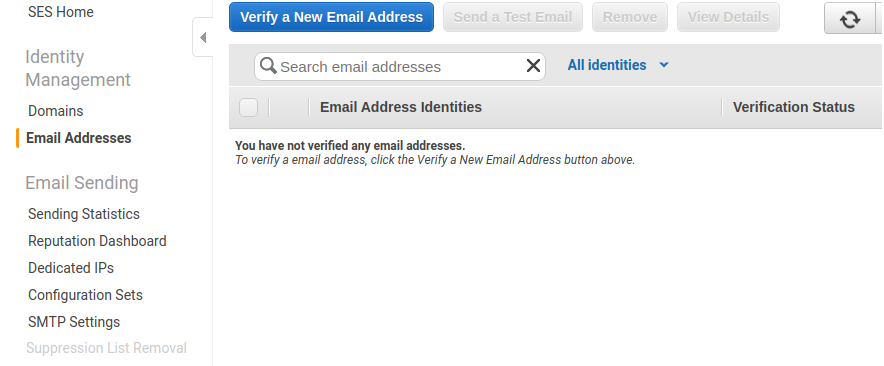 SES Home
Identity
Management
Domains
Email Addresses
Email Sending
Sending Statistics
Reputation Dashboard
Dedicated IPs
Configuration Sets
SMTP Settings
Suppression List Removal
Verify a New Email Address Send a Test Email Remove View Details
Search email addresses All identities
Email Address Identities Verification Status
You have not verified any email addresses.
To verify a email address, click the Verify a New Email Address button above.